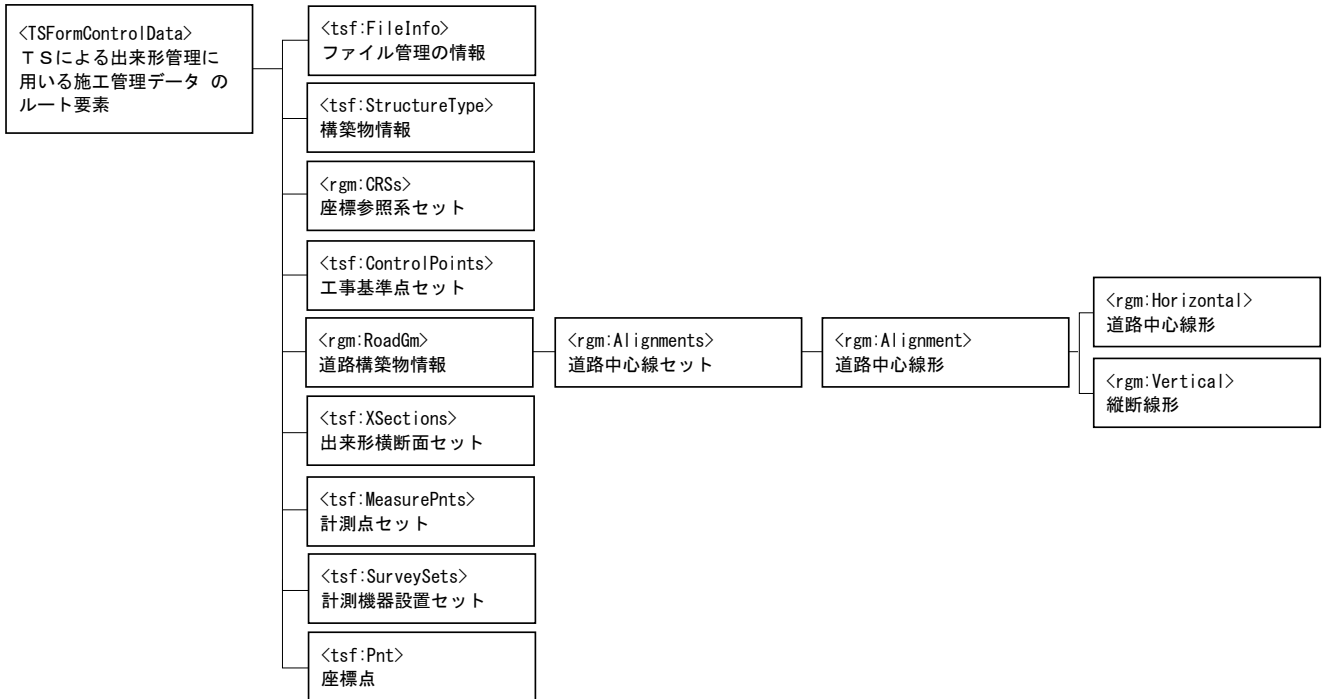 <TSFormControlData>
ＴＳによる出来形管理に
用いる施工管理データ の
ルート要素
<tsf:FileInfo>
ファイル管理の情報
<tsf:StructureType>
構築物情報
<rgm:CRSs>
座標参照系セット
<tsf:ControlPoints>
工事基準点セット
<rgm:RoadGm>
道路構築物情報
<rgm:Alignments>
道路中心線セット
<rgm:Alignment>
道路中心線形
<rgm:Horizontal>
道路中心線形
<rgm:Vertical>
縦断線形
<tsf:XSections>
出来形横断面セット
<tsf:MeasurePnts>
計測点セット
<tsf:SurveySets>
計測機器設置セット
<tsf:Pnt>
座標点